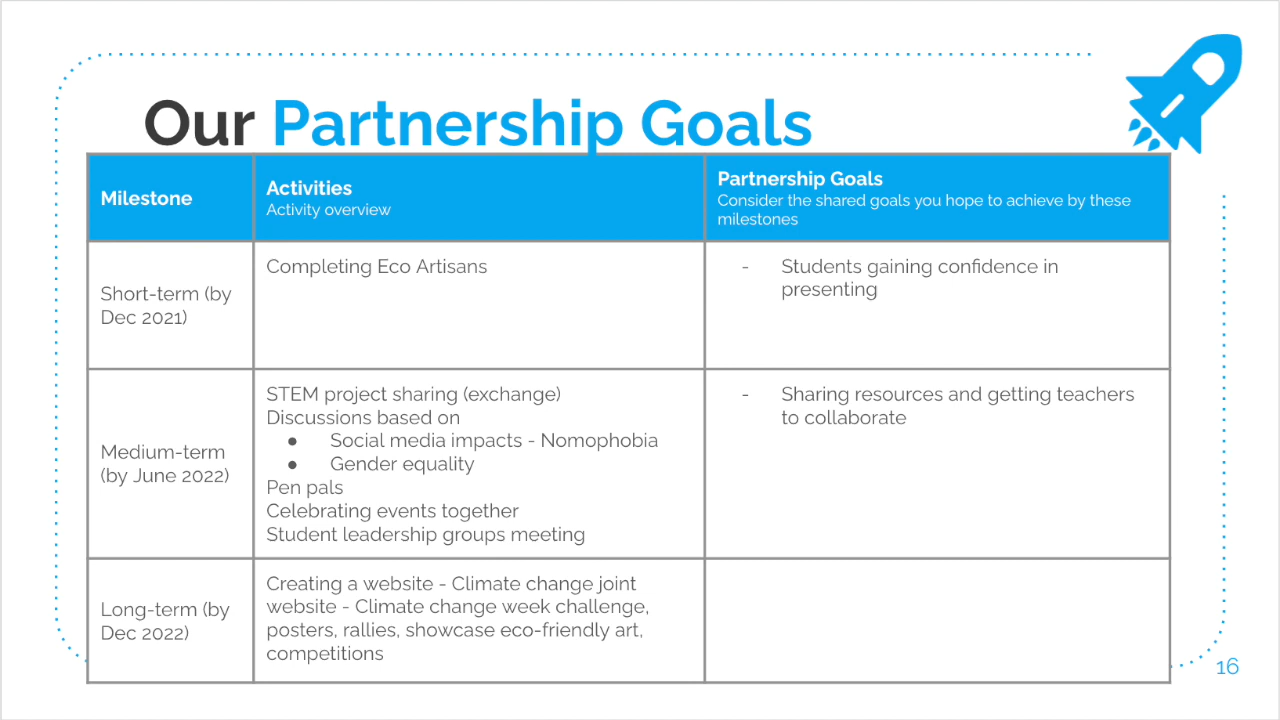 Our Partnership Goals
Milestone
Activities
Activity overview
Partnership Goals
Consider the shared goals you hope to achieve by these
milestones
Short-term (by
Dec 2021)
Completing Eco Artisans
- Students gaining confidence in
presenting
Medium-term
(by June 2022)
STEM project sharing (exchange)
Discussions based on
● Social media impacts - Nomophobia
● Gender equality
Pen pals
Celebrating events together
Student leadership groups meeting
- Sharing resources and getting teachers
to collaborate
Long-term (by
Dec 2022)
Creating a website - Climate change joint
website - Climate change week challenge,
posters, rallies, showcase eco-friendly art,
competitions
16